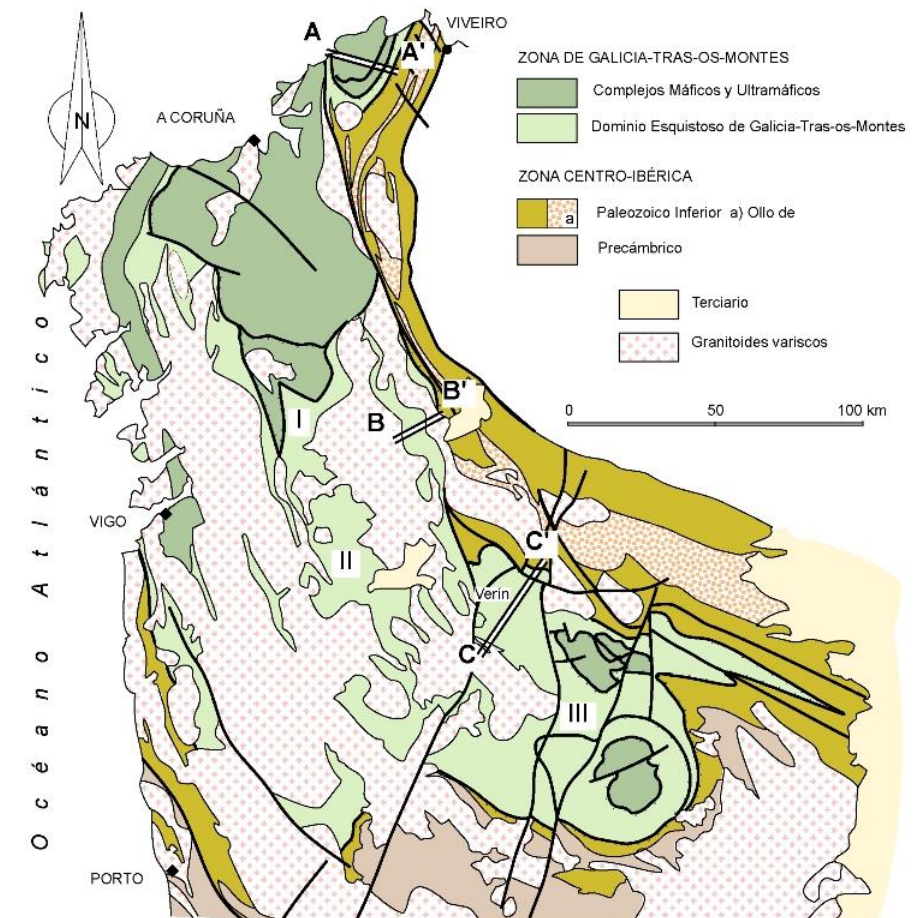 A
A'
VIVEIRO
N
A CORUÑA
ZONA DE GALICIA-TRAS-OS-MONTES
Complejos Máficos y Ultramáficos
Dominio Esquistoso de Galicia-Tras-os-Montes
ZONA CENTRO-IBÉRICA
a
Paleozoico Inferior a) Ollo de
Precámbrico
Terciario
Granitoides variscos
0 50 100 km
B'
B
I
VIGO
II
C'
Verín
C
III
PORTO
Océano Atlántico